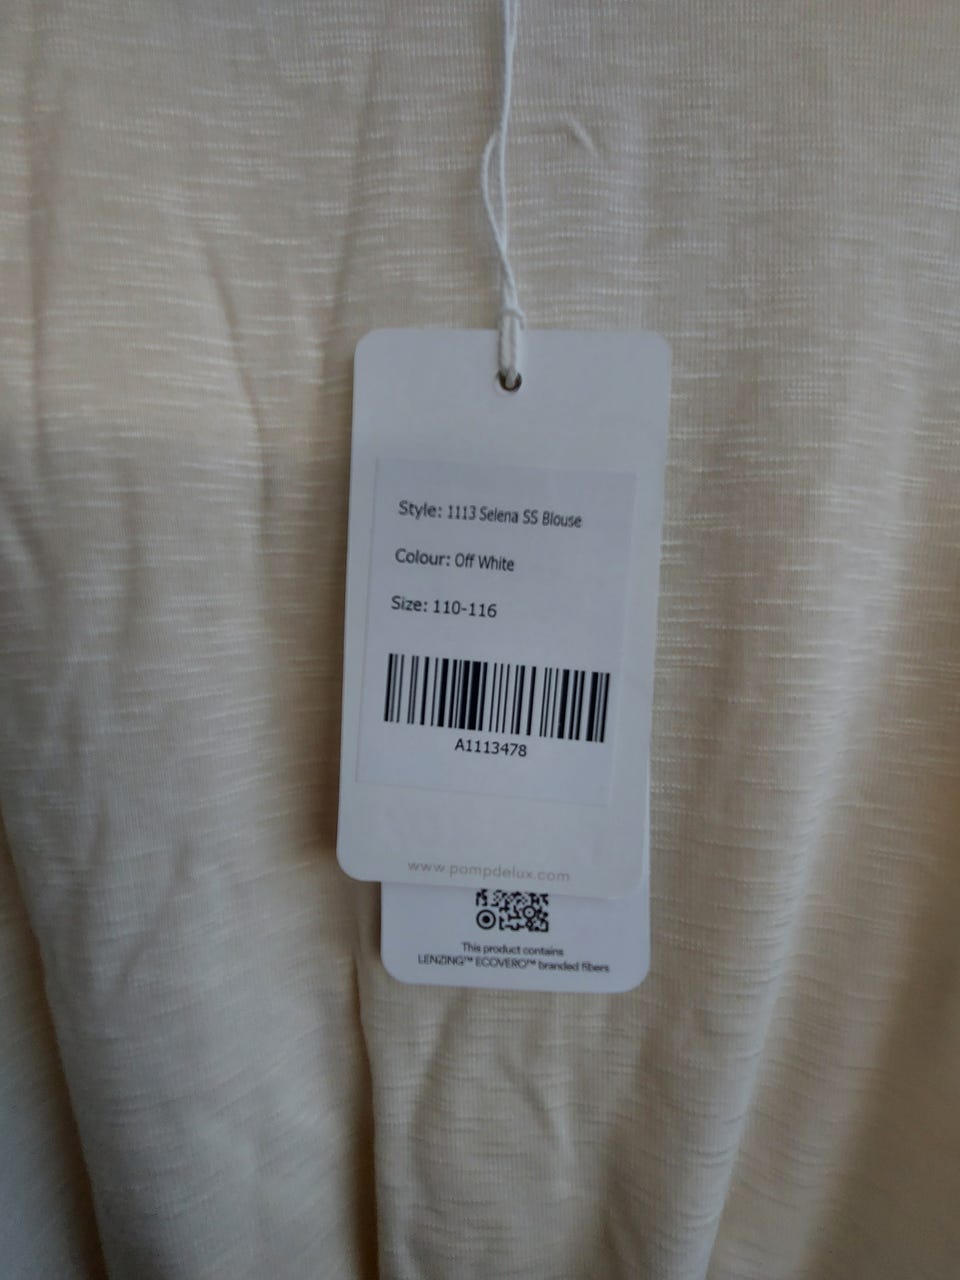 Style: 1113 Selena SS Blouse
Colour: Off White
Size: 110-116
A1113478
www.pompdelux.com
This product contains
LENZING™ ECOVERO™ branded fibers